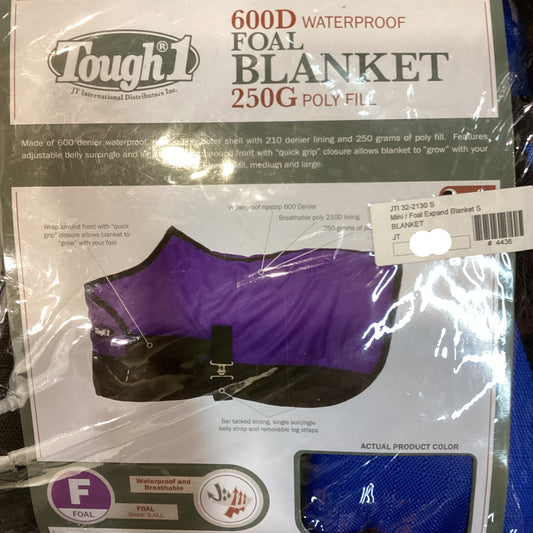 Tough®1
JT International Distributors Inc.
600D WATERPROOF
FOAL
BLANKET
250G POLY FILL
Made of 600 denier waterproof, outer shell with 210 denier lining and 250 grams of poly fill. Features
adjustable belly surcingle and front with "quick grip" closure allows blanket to "grow" with your
medium and large.
Waterproof ripstop 600 Denier
Breathable poly 210D lining
250 grams of
Wrap around front with "quick
grip" closure allows blanket to
"grow" with your foal
JTI 32-2130 S
Mini / Foal Expand Blanket S
BLANKET
JT
# 4436
Tough1
Bar tacked strong, single surcingle
belly strap and removable leg straps
ACTUAL PRODUCT COLOR
F
FOAL
Waterproof and
Breathable
FOAL
Sizes: S,M,L